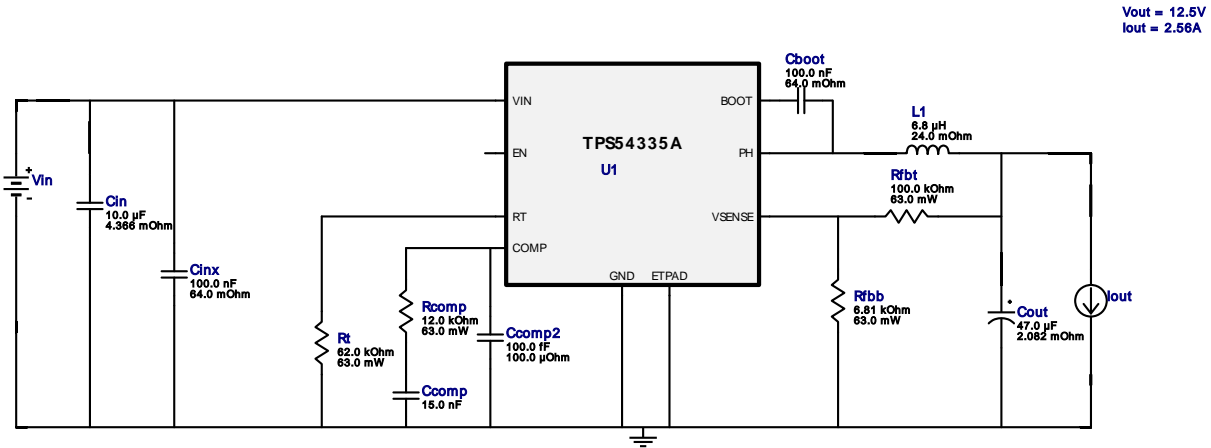 Vout = 12.5V
Iout = 2.56A
Cboot
100.0 nF
64.0 mOhm
VIN
BOOT
L1
6.8 µH
24.0 mOhm
TPS54335A
U1
EN
PH
+
Vin
-
Rfbt
100.0 kOhm
63.0 mW
Cin
10.0 µF
4.366 mOhm
RT
VSENSE
COMP
Cinx
100.0 nF
64.0 mOhm
GND
ETPAD
Rcomp
12.0 kOhm
63.0 mW
Rfbb
6.81 kOhm
63.0 mW
Iout
Cout
47.0 µF
2.082 mOhm
Rt
62.0 kOhm
63.0 mW
Ccomp2
100.0 fF
100.0 µOhm
Ccomp
15.0 nF